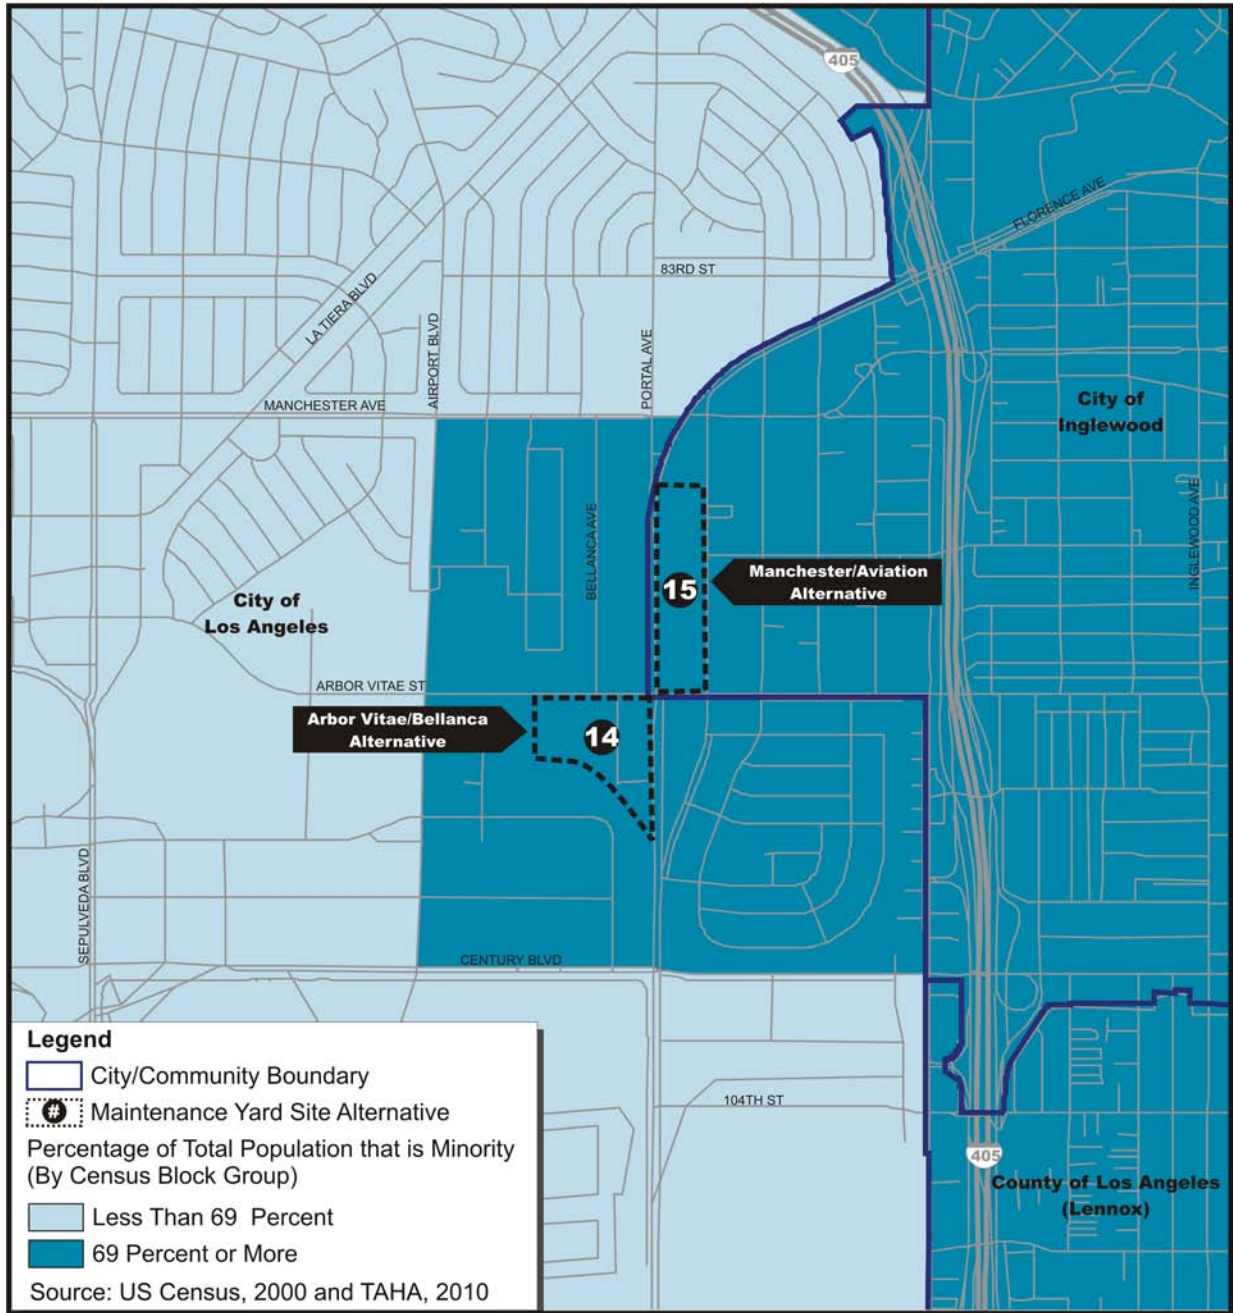 405
FLORENCE AVE
83RD ST
LA TIERA BLVD
AIRPORT BLVD
PORTAL AVE
MANCHESTER AVE
City of
Inglewood
BELLANCA AVE
INGLEWOOD AVE
15
Manchester/Aviation
Alternative
City of
Los Angeles
ARBOR VITAE ST
Arbor Vitae/Bellanca
Alternative
14
SEPULVEDA BLVD
CENTURY BLVD
104TH ST
405
County of Los Angeles
(Lennox)
Legend
City/Community Boundary
# Maintenance Yard Site Alternative
Percentage of Total Population that is Minority
(By Census Block Group)
Less Than 69 Percent
69 Percent or More
Source: US Census, 2000 and TAHA, 2010